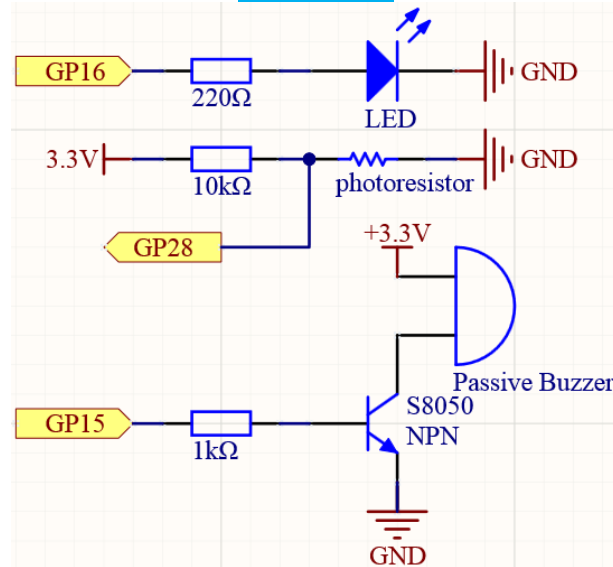 GP16
220Ω
LED
GND
3.3V
10kΩ
photoresistor
GND
GP28
+3.3V
Passive Buzzer
GP15
1kΩ
S8050
NPN
GND